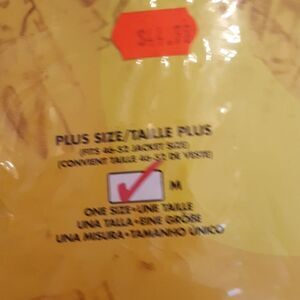 PLUS SIZE/TAILLE PLUS
(FITS 46-52 JACKET SIZE)
(CONVIENT TAILLE 46-52 DE VESTE)
M
ONE SIZE•UNE TAILLE
UNA TALLA•EINE GRÖBE
UNA MISURA•TAMANHO ÚNICO